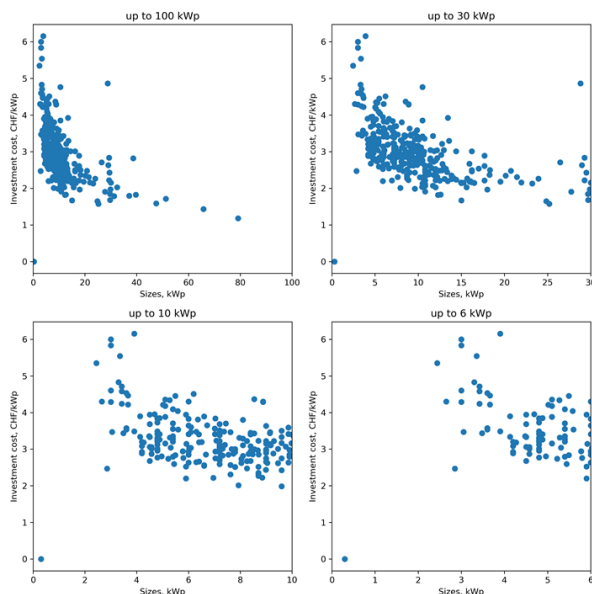 up to 100 kWp
Investment cost, CHF/kWp
6
5
4
3
2
1
0
0 20 40 60 80 100
Sizes, kWp
up to 30 kWp
Investment cost, CHF/kWp
6
5
4
3
2
1
0
0 5 10 15 20 25 30
Sizes, kWp
up to 10 kWp
Investment cost, CHF/kWp
6
5
4
3
2
1
0
0 2 4 6 8 10
Sizes, kWp
up to 6 kWp
Investment cost, CHF/kWp
6
5
4
3
2
1
0
0 1 2 3 4 5 6
Sizes, kWp